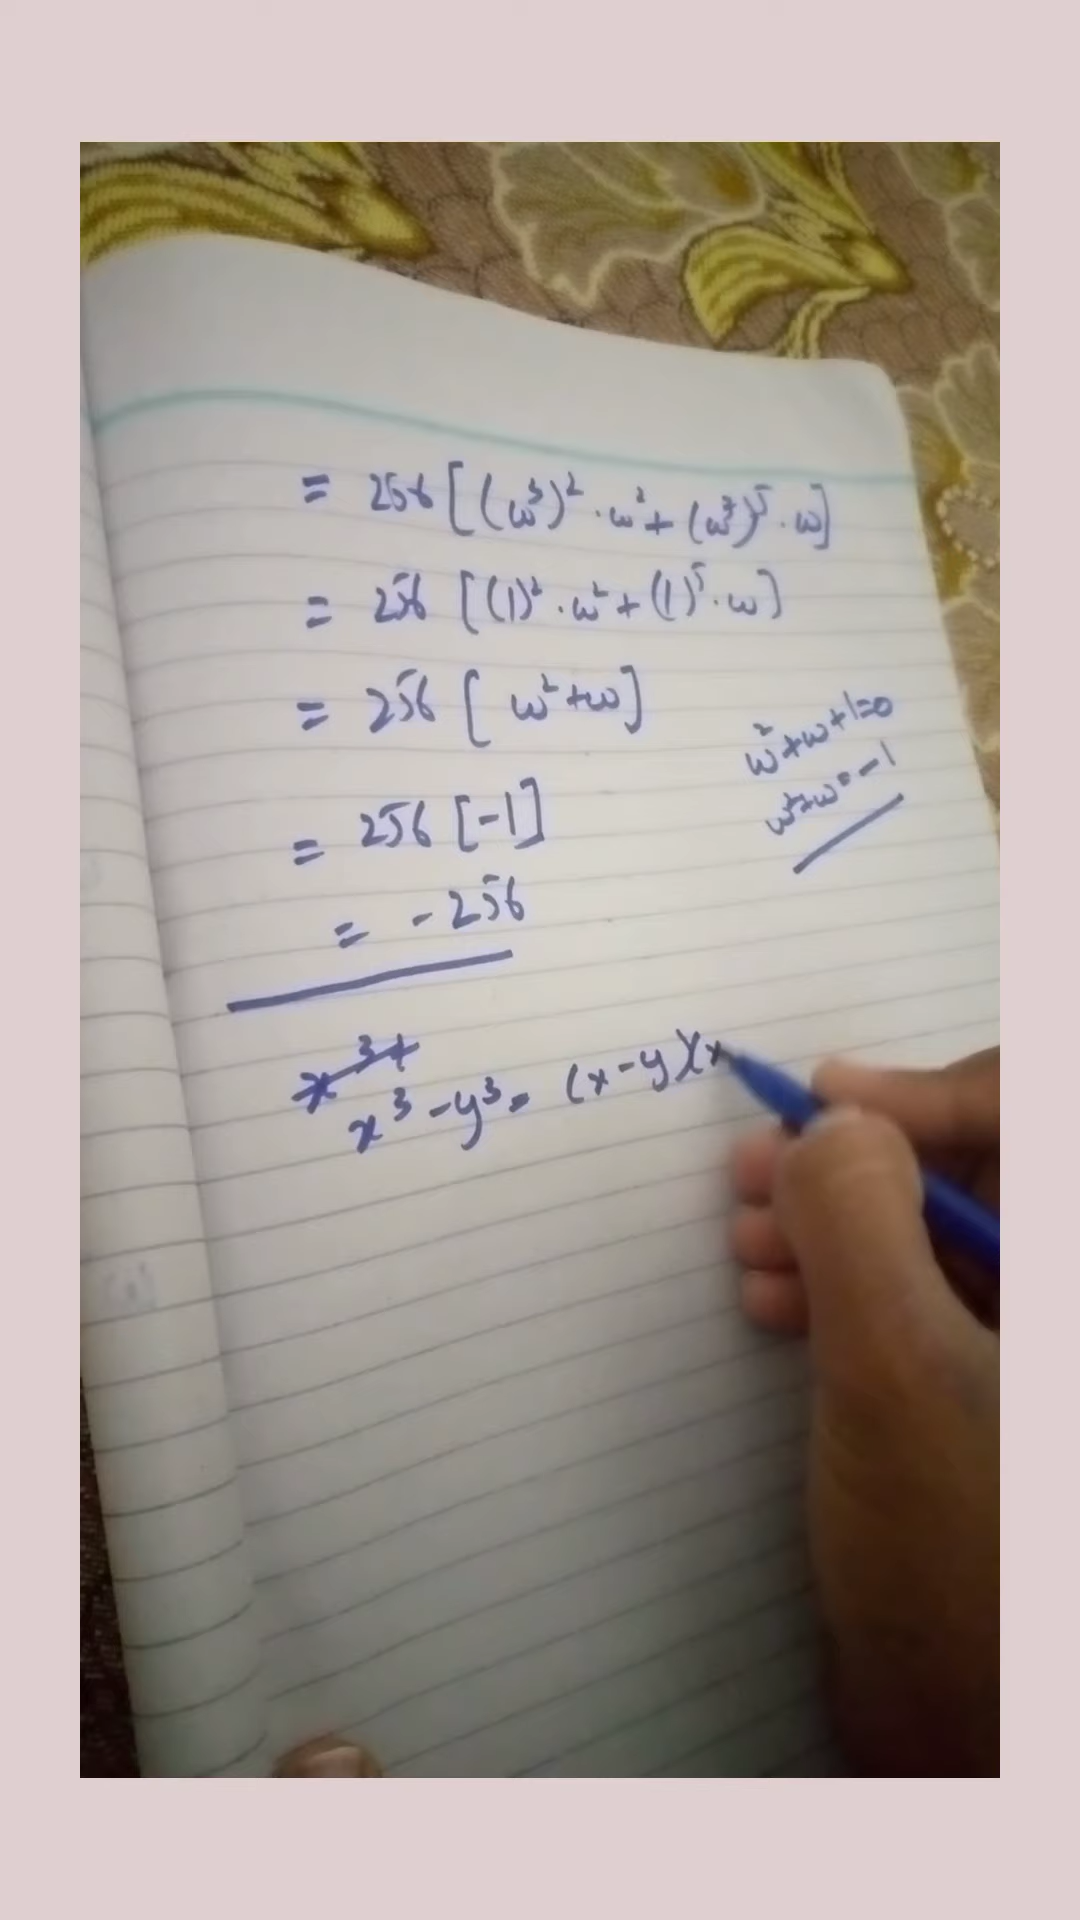 = 256 [(ω³)² · ω² + (ω³)⁵ · ω]
= 256 [(1)² · ω² + (1)⁵ · ω]
= 256 [ ω² + ω]
ω² + ω + 1 = 0
ω² + ω = -1
= 256 [-1]
= - 256
x³ +
x³ - y³ = (x - y)(x